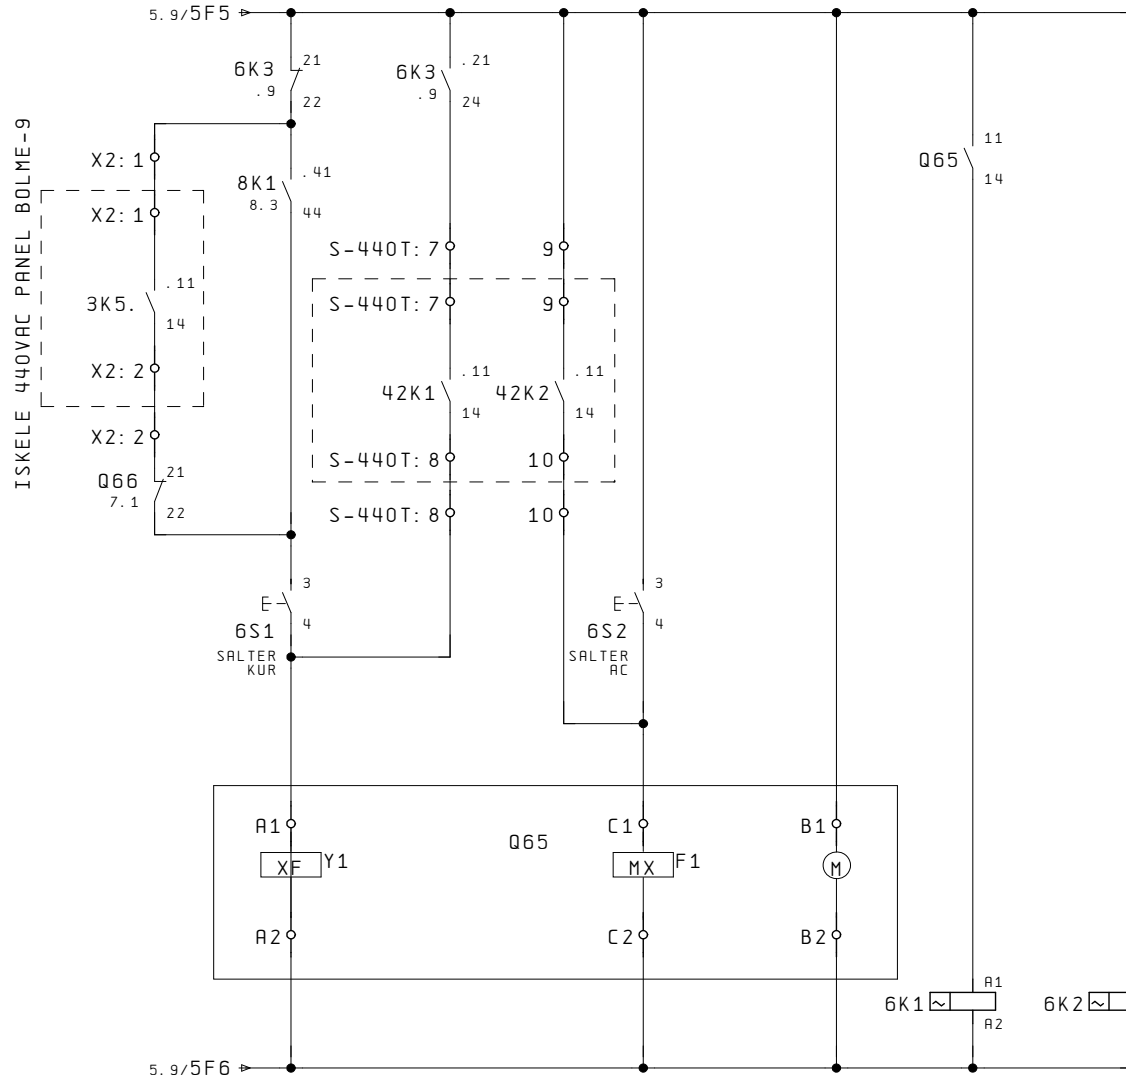 5.9/5F5
6K3
.9
21
22
6K3
.9
.21
24
ISKELE 440VAC PANEL BOLME-9
X2:1
X2:1
3K5.
.11
14
X2:2
X2:2
Q66
7.1
21
22
8K1
8.3
.41
44
S-440T:7
9
S-440T:7
9
42K1
.11
14
42K2
.11
14
S-440T:8
10
S-440T:8
10
Q65
11
14
3
4
6S1
SALTER
KUR
3
4
6S2
SALTER
AC
Q65
A1
XF
Y1
A2
C1
MX
F1
C2
B1
M
B2
6K1
~
A1
A2
6K2
~
5.9/5F6